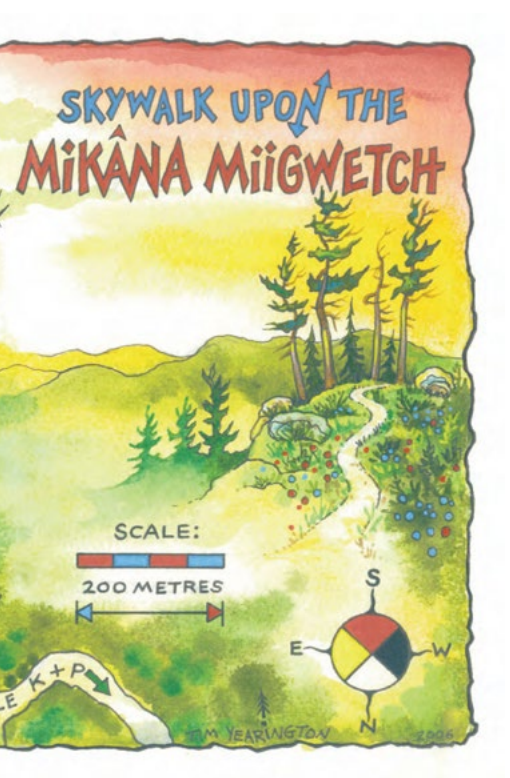 SKYWALK UPON THE
MiKÂNA MiiGWETCH
SCALE:
200 METRES
S
E
W
N
K + P
TiM YEARiNGTON
2006